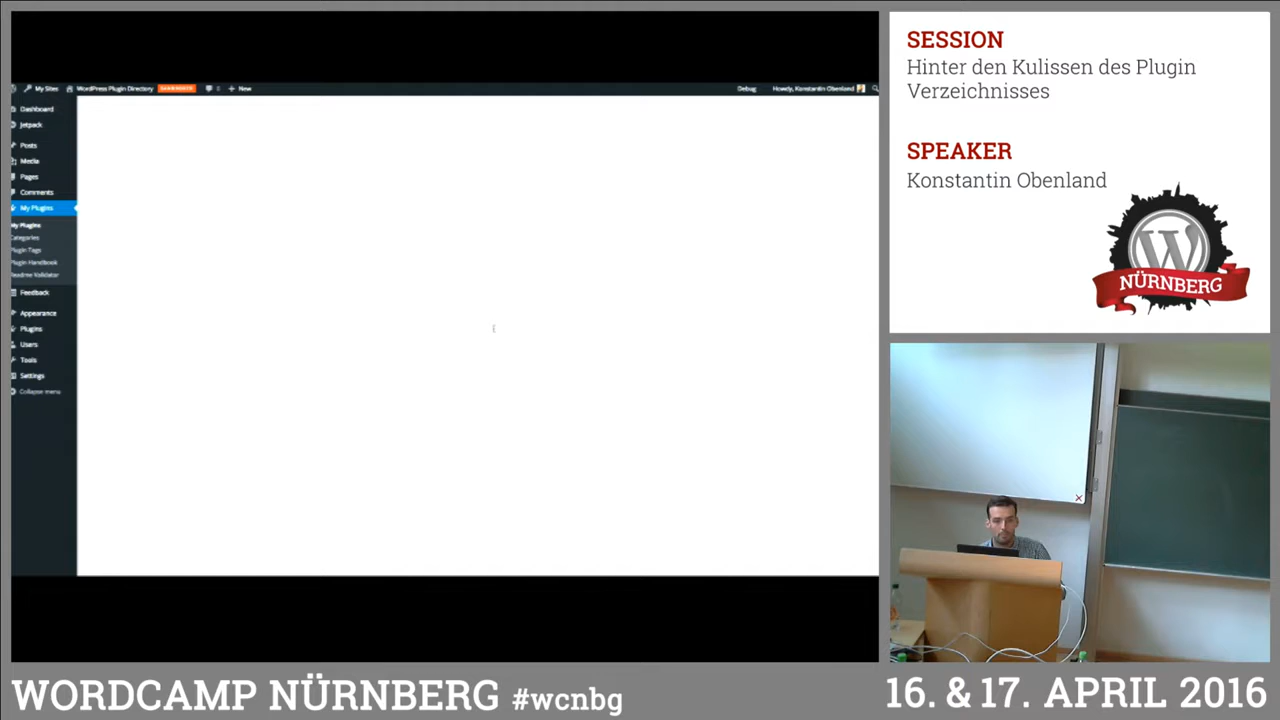 My Sites
WordPress Plugin Directory
New
Debug
Howdy, Konstantin Obenland
Dashboard
Jetpack
Posts
Media
Pages
Comments
My Plugins
My Plugins
Categories
Plugin Tags
Plugin Handbook
Readme Validator
Feedback
Appearance
Plugins
Users
Tools
Settings
Collapse menu
SESSION
Hinter den Kulissen des Plugin
Verzeichnisses
SPEAKER
Konstantin Obenland
W
NÜRNBERG
WORDCAMP NÜRNBERG #wcnbg
16. & 17. APRIL 2016